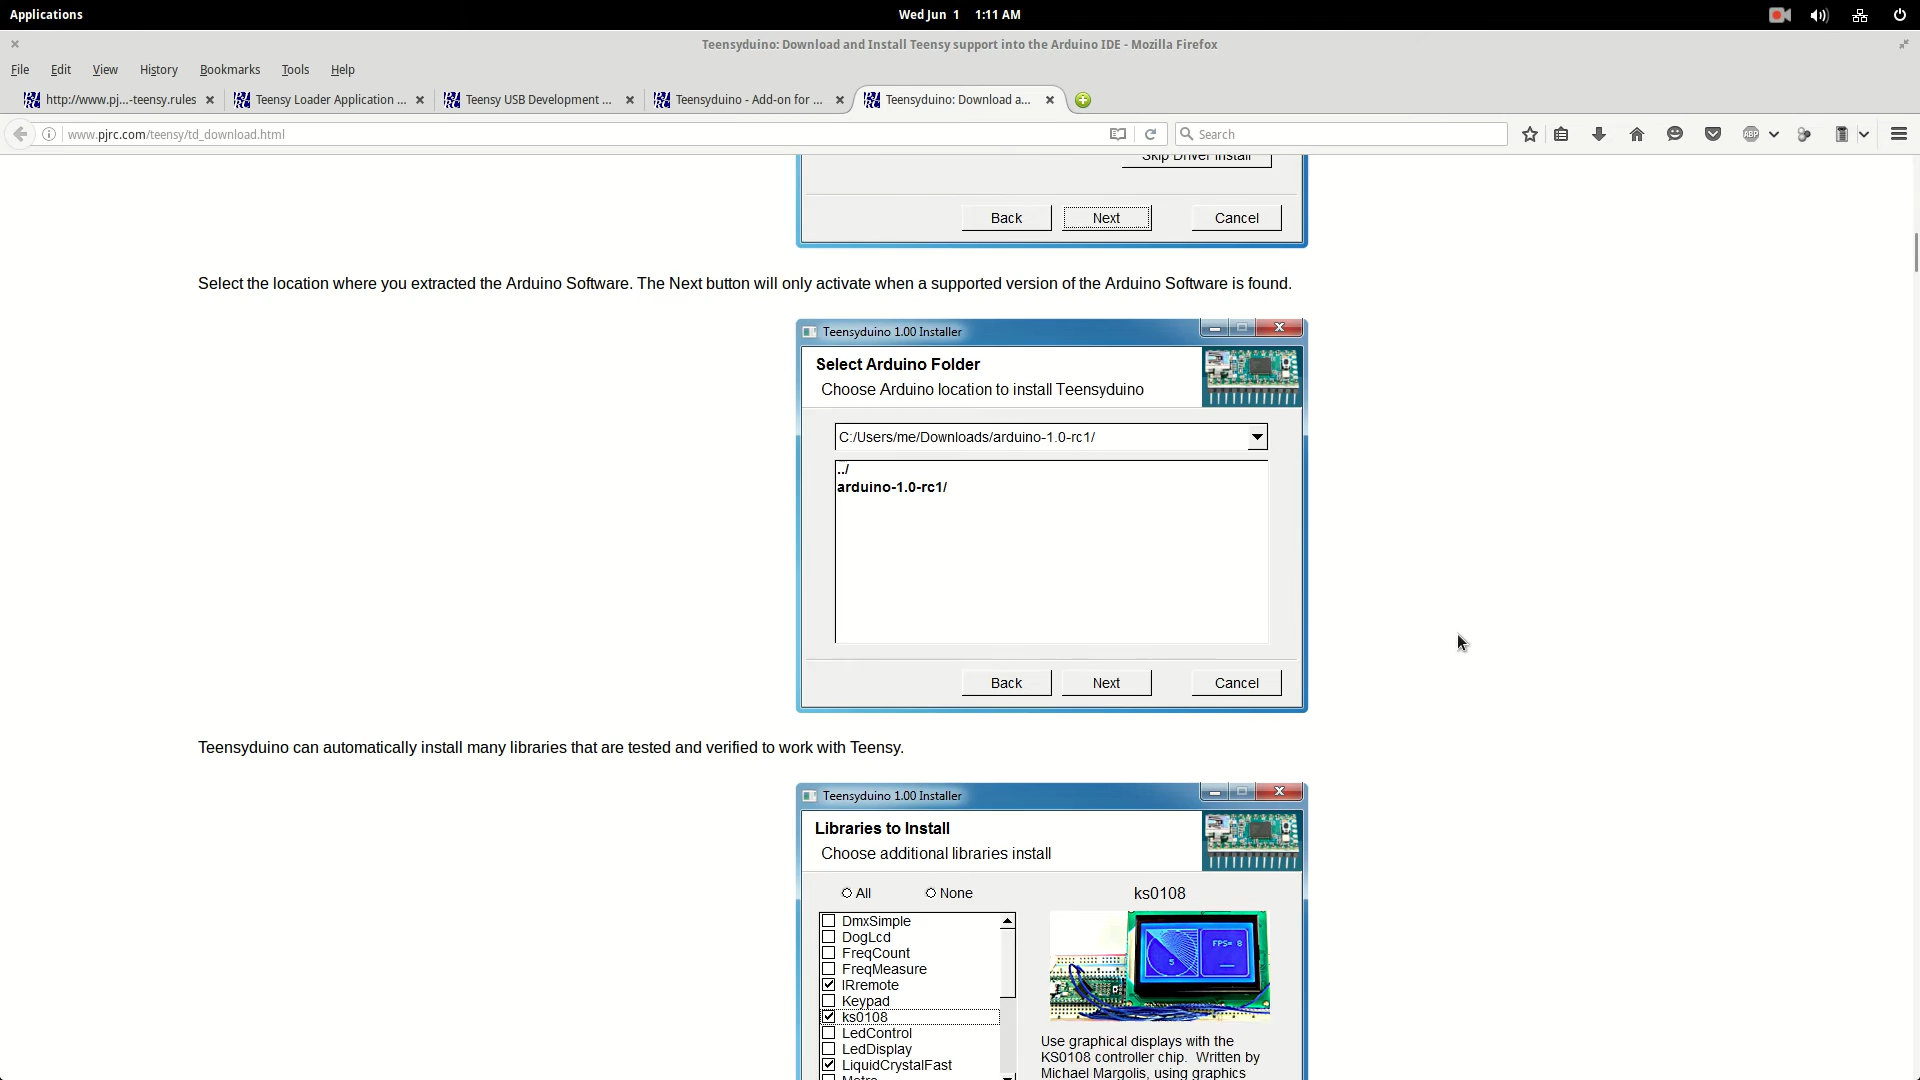 Applications
Wed Jun 1 1:11 AM
Teensyduino: Download and Install Teensy support into the Arduino IDE - Mozilla Firefox
File Edit View History Bookmarks Tools Help
http://www.pj...-teensy.rules
Teensy Loader Application ...
Teensy USB Development ...
Teensyduino - Add-on for ...
Teensyduino: Download a...
www.pjrc.com/teensy/td_download.html
Search
ABP
Skip Driver Install
Back Next Cancel
Select the location where you extracted the Arduino Software. The Next button will only activate when a supported version of the Arduino Software is found.
Teensyduino 1.00 Installer
Select Arduino Folder
Choose Arduino location to install Teensyduino
C:/Users/me/Downloads/arduino-1.0-rc1/
../
arduino-1.0-rc1/
Back Next Cancel
Teensyduino can automatically install many libraries that are tested and verified to work with Teensy.
Teensyduino 1.00 Installer
Libraries to Install
Choose additional libraries install
All None
ks0108
DmxSimple
DogLcd
FreqCount
FreqMeasure
IRremote
Keypad
ks0108
LedControl
LedDisplay
LiquidCrystalFast
Metro
FPS= 8
5
Use graphical displays with the
KS0108 controller chip. Written by
Michael Margolis, using graphics